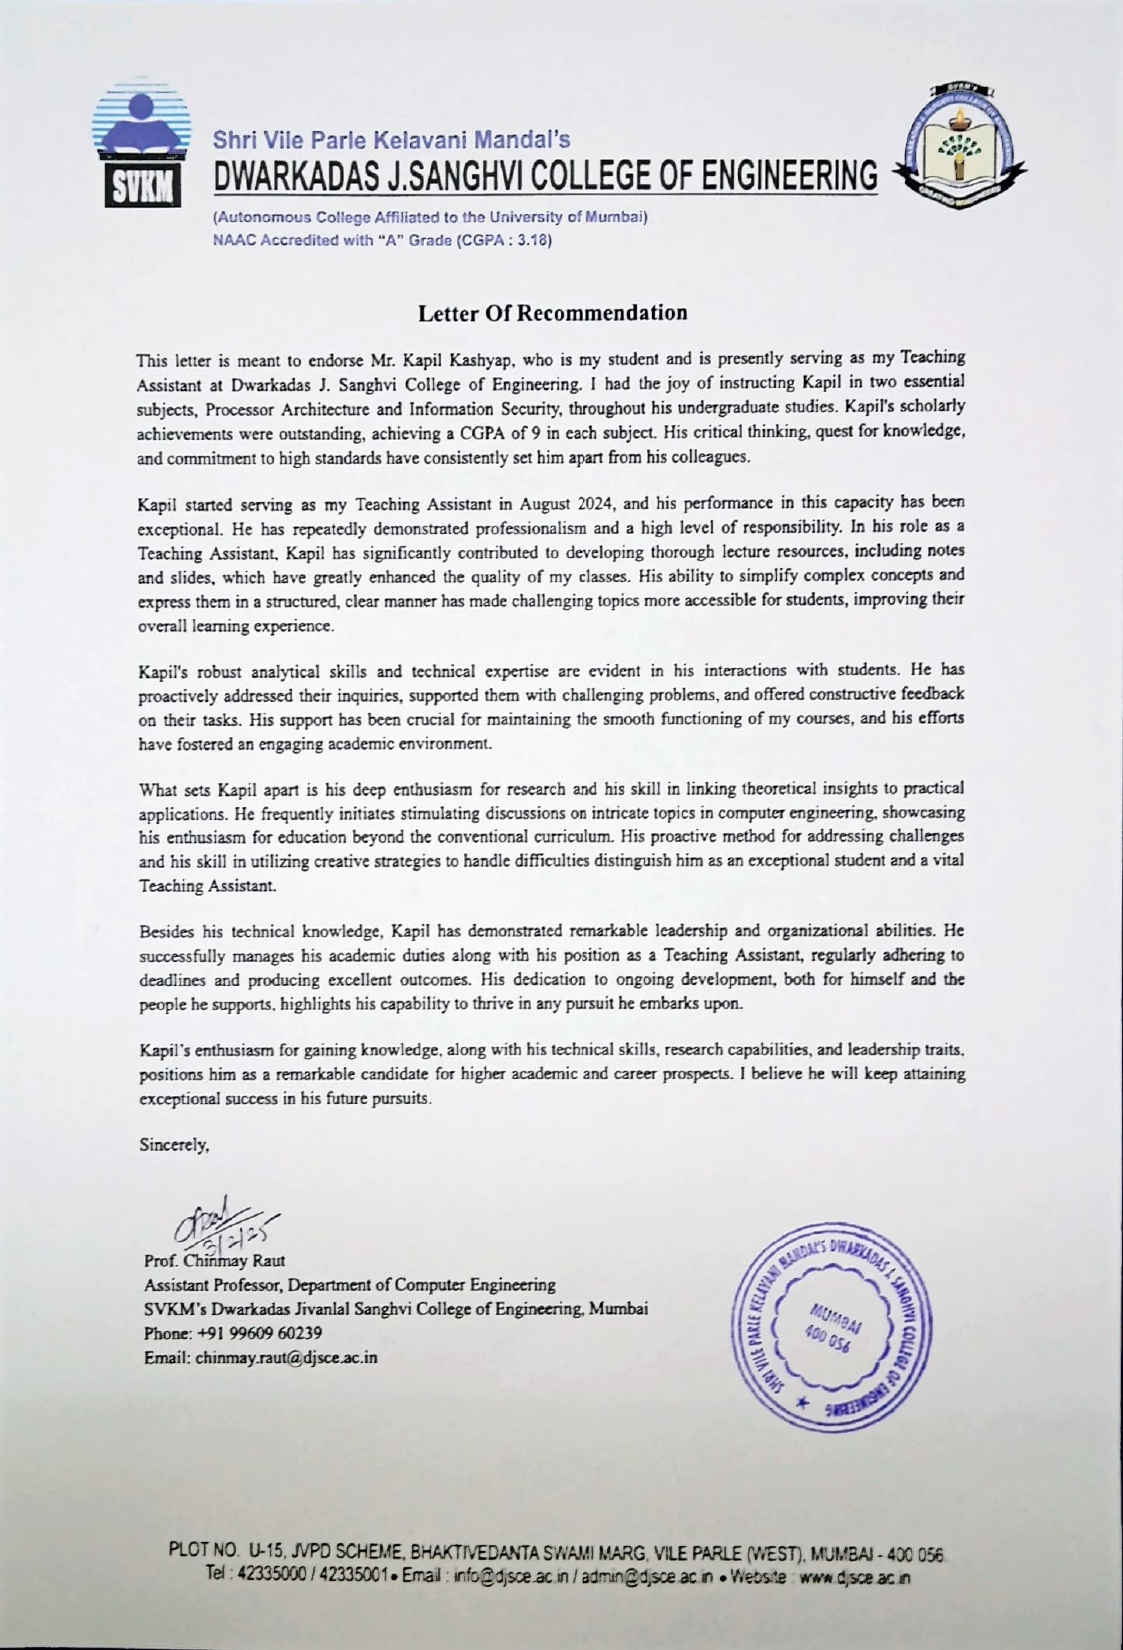 SVKM
Shri Vile Parle Kelavani Mandal's
DWARKADAS J.SANGHVI COLLEGE OF ENGINEERING
(Autonomous College Affiliated to the University of Mumbai)
NAAC Accredited with "A" Grade (CGPA : 3.18)
Letter Of Recommendation
This letter is meant to endorse Mr. Kapil Kashyap, who is my student and is presently serving as my Teaching
Assistant at Dwarkadas J. Sanghvi College of Engineering. I had the joy of instructing Kapil in two essential
subjects, Processor Architecture and Information Security, throughout his undergraduate studies. Kapil's scholarly
achievements were outstanding, achieving a CGPA of 9 in each subject. His critical thinking, quest for knowledge,
and commitment to high standards have consistently set him apart from his colleagues.
Kapil started serving as my Teaching Assistant in August 2024, and his performance in this capacity has been
exceptional. He has repeatedly demonstrated professionalism and a high level of responsibility. In his role as a
Teaching Assistant, Kapil has significantly contributed to developing thorough lecture resources, including notes
and slides, which have greatly enhanced the quality of my classes. His ability to simplify complex concepts and
express them in a structured, clear manner has made challenging topics more accessible for students, improving their
overall learning experience.
Kapil's robust analytical skills and technical expertise are evident in his interactions with students. He has
proactively addressed their inquiries, supported them with challenging problems, and offered constructive feedback
on their tasks. His support has been crucial for maintaining the smooth functioning of my courses, and his efforts
have fostered an engaging academic environment.
What sets Kapil apart is his deep enthusiasm for research and his skill in linking theoretical insights to practical
applications. He frequently initiates stimulating discussions on intricate topics in computer engineering, showcasing
his enthusiasm for education beyond the conventional curriculum. His proactive method for addressing challenges
and his skill in utilizing creative strategies to handle difficulties distinguish him as an exceptional student and a vital
Teaching Assistant.
Besides his technical knowledge, Kapil has demonstrated remarkable leadership and organizational abilities. He
successfully manages his academic duties along with his position as a Teaching Assistant, regularly adhering to
deadlines and producing excellent outcomes. His dedication to ongoing development, both for himself and the
people he supports, highlights his capability to thrive in any pursuit he embarks upon.
Kapil's enthusiasm for gaining knowledge, along with his technical skills, research capabilities, and leadership traits,
positions him as a remarkable candidate for higher academic and career prospects. I believe he will keep attaining
exceptional success in his future pursuits.
Sincerely,
3/2/25
Prof. Chinmay Raut
Assistant Professor, Department of Computer Engineering
SVKM's Dwarkadas Jivanlal Sanghvi College of Engineering, Mumbai
Phone: +91 99609 60239
Email: chinmay.raut@djsce.ac.in
SHRI VILE PARLE KELAVANI MANDAL'S DWARKADAS J. SANGHVI COLLEGE OF ENGINEERING
MUMBAI
400 056
PLOT NO. U-15, JVPD SCHEME, BHAKTIVEDANTA SWAMI MARG, VILE PARLE (WEST), MUMBAI - 400 056.
Tel : 42335000 / 42335001 • Email : info@djsce.ac.in / admin@djsce.ac.in • Website : www.djsce.ac.in